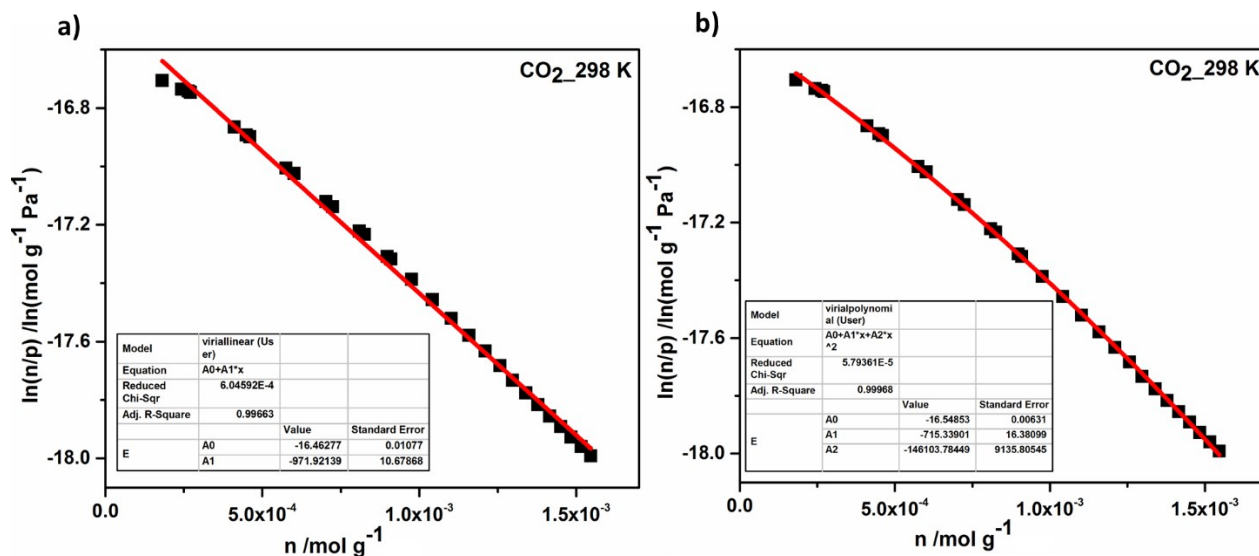 a)
CO2_298 K
ln(n/p) /ln(mol g-1 Pa-1)
-16.8
-17.2
-17.6
-18.0
Model viriallinear (Us
er)
Equation A0+A1*x
Reduced 6.04592E-4
Chi-Sqr
Adj. R-Square 0.99663
Value Standard Error
E
A0 -16.46277 0.01077
A1 -971.92139 10.67868
0.0 5.0x10-4 1.0x10-3 1.5x10-3
n /mol g-1
b)
CO2_298 K
ln(n/p) /ln(mol g-1 Pa-1)
-16.8
-17.2
-17.6
-18.0
Model virialpolynomi
al (User)
Equation A0+A1*x+A2*x
^2
Reduced 5.79361E-5
Chi-Sqr
Adj. R-Square 0.99968
Value Standard Error
E
A0 -16.54853 0.00631
A1 -715.33901 16.38099
A2 -146103.78449 9135.80545
0.0 5.0x10-4 1.0x10-3 1.5x10-3
n /mol g-1